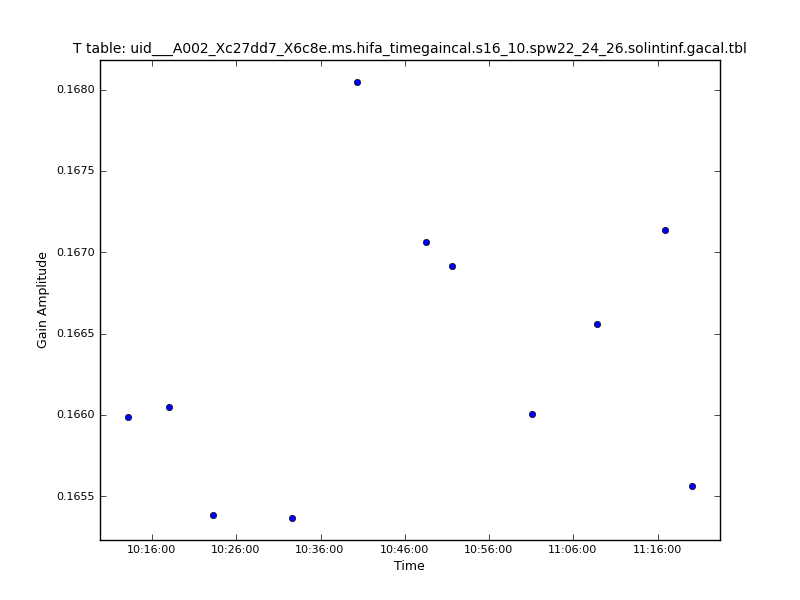 T table: uid___A002_Xc27dd7_X6c8e.ms.hifa_timegaincal.s16_10.spw22_24_26.solintinf.gacal.tbl
0.1680
0.1675
0.1670
0.1665
0.1660
0.1655
Gain Amplitude
10:16:00 10:26:00 10:36:00 10:46:00 10:56:00 11:06:00 11:16:00
Time